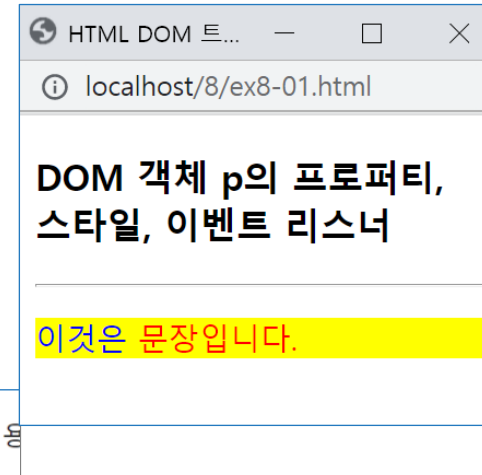 HTML DOM 트...
localhost/8/ex8-01.html
DOM 객체 p의 프로퍼티,
스타일, 이벤트 리스너
이것은 문장입니다.